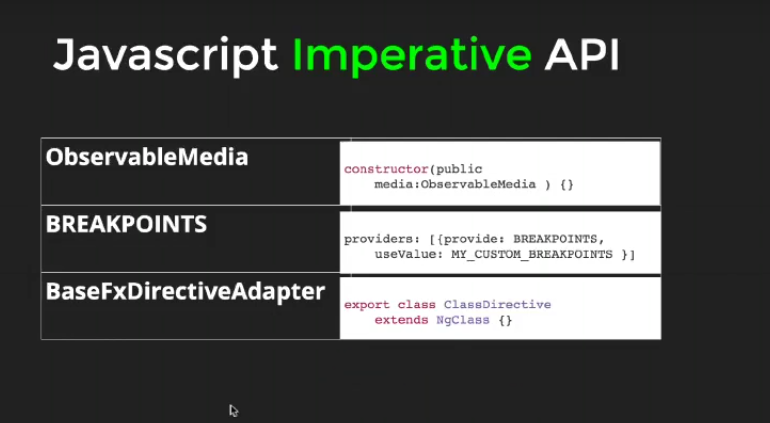 Javascript Imperative API
ObservableMedia
constructor(public
media:ObservableMedia ) {}
BREAKPOINTS
providers: [{provide: BREAKPOINTS,
useValue: MY_CUSTOM_BREAKPOINTS }]
BaseFxDirectiveAdapter
export class ClassDirective
extends NgClass {}